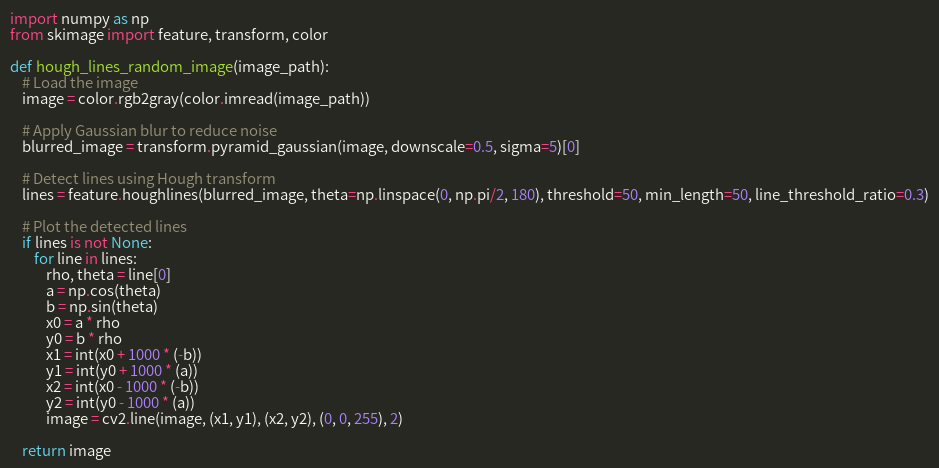 import numpy as np
from skimage import feature, transform, color

def hough_lines_random_image(image_path):
    # Load the image
    image = color.rgb2gray(color.imread(image_path))

    # Apply Gaussian blur to reduce noise
    blurred_image = transform.pyramid_gaussian(image, downscale=0.5, sigma=5)[0]

    # Detect lines using Hough transform
    lines = feature.houghlines(blurred_image, theta=np.linspace(0, np.pi/2, 180), threshold=50, min_length=50, line_threshold_ratio=0.3)

    # Plot the detected lines
    if lines is not None:
        for line in lines:
            rho, theta = line[0]
            a = np.cos(theta)
            b = np.sin(theta)
            x0 = a * rho
            y0 = b * rho
            x1 = int(x0 + 1000 * (-b))
            y1 = int(y0 + 1000 * (a))
            x2 = int(x0 - 1000 * (-b))
            y2 = int(y0 - 1000 * (a))
            image = cv2.line(image, (x1, y1), (x2, y2), (0, 0, 255), 2)

    return image